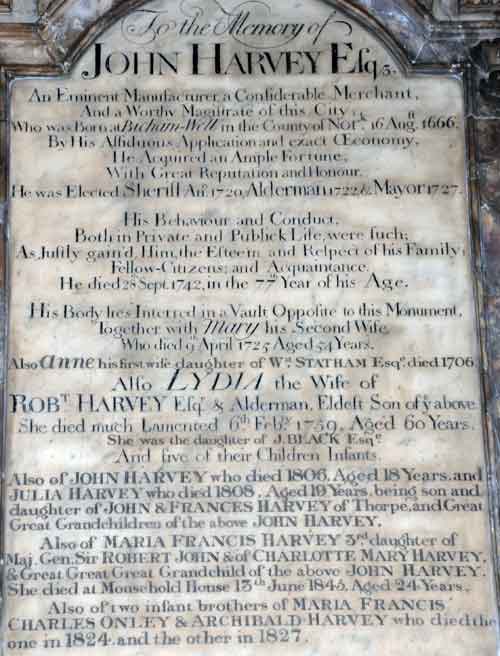 To the Memory of
JOHN HARVEY Esqr.
An Eminent Manufacturer, a Considerable Merchant,
And a Worthy Magistrate of this City,
Who was Born at Bicham-Well in the County of Norfk. 16 Augst. 1666.
By His Assiduous Application and exact Œconomy,
He Acquired an Ample Fortune,
With Great Reputation and Honour.
He was Elected Sheriff Ano. 1720, Alderman 1722, & Mayor 1727.
His Behaviour and Conduct,
Both in Private and Publick Life, were such;
As Justly gain'd Him, the Esteem and Respect of his Family;
Fellow-Citizens; and Acquaintance.
He died 28 Sept. 1742, in the 77th Year of his Age.
His Body lies Interred in a Vault Opposite to this Monument,
Together with Mary his Second Wife
Who died 9th April 1725 Aged 54 Years.
Also Anne his first wife daughter of Wm. STATHAM Esqr. died 1706
Also LYDIA the Wife of
ROBT. HARVEY Esqr. & Alderman, Eldest Son of ye above
She died much Lamented 6th Feby. 1759, Aged 60 Years.
She was the daughter of J. BLACK Esqr.
And five of their Children Infants.
Also of JOHN HARVEY who died 1806, Aged 18 Years, and
JULIA HARVEY who died 1808, Aged 19 Years, being son and
daughter of JOHN & FRANCES HARVEY of Thorpe, and Great
Great Grandchildren of the above JOHN HARVEY.
Also of MARIA FRANCIS HARVEY 3rd daughter of
Maj. Gen. Sir ROBERT JOHN & of CHARLOTTE MARY HARVEY,
& Great Great Great Grandchild of the above JOHN HARVEY.
She died at Mousehold House 13th June 1845, Aged 24 Years.
Also of two infant brothers of MARIA FRANCIS
CHARLES ONLEY & ARCHIBALD HARVEY who died the
one in 1824 and the other in 1827.